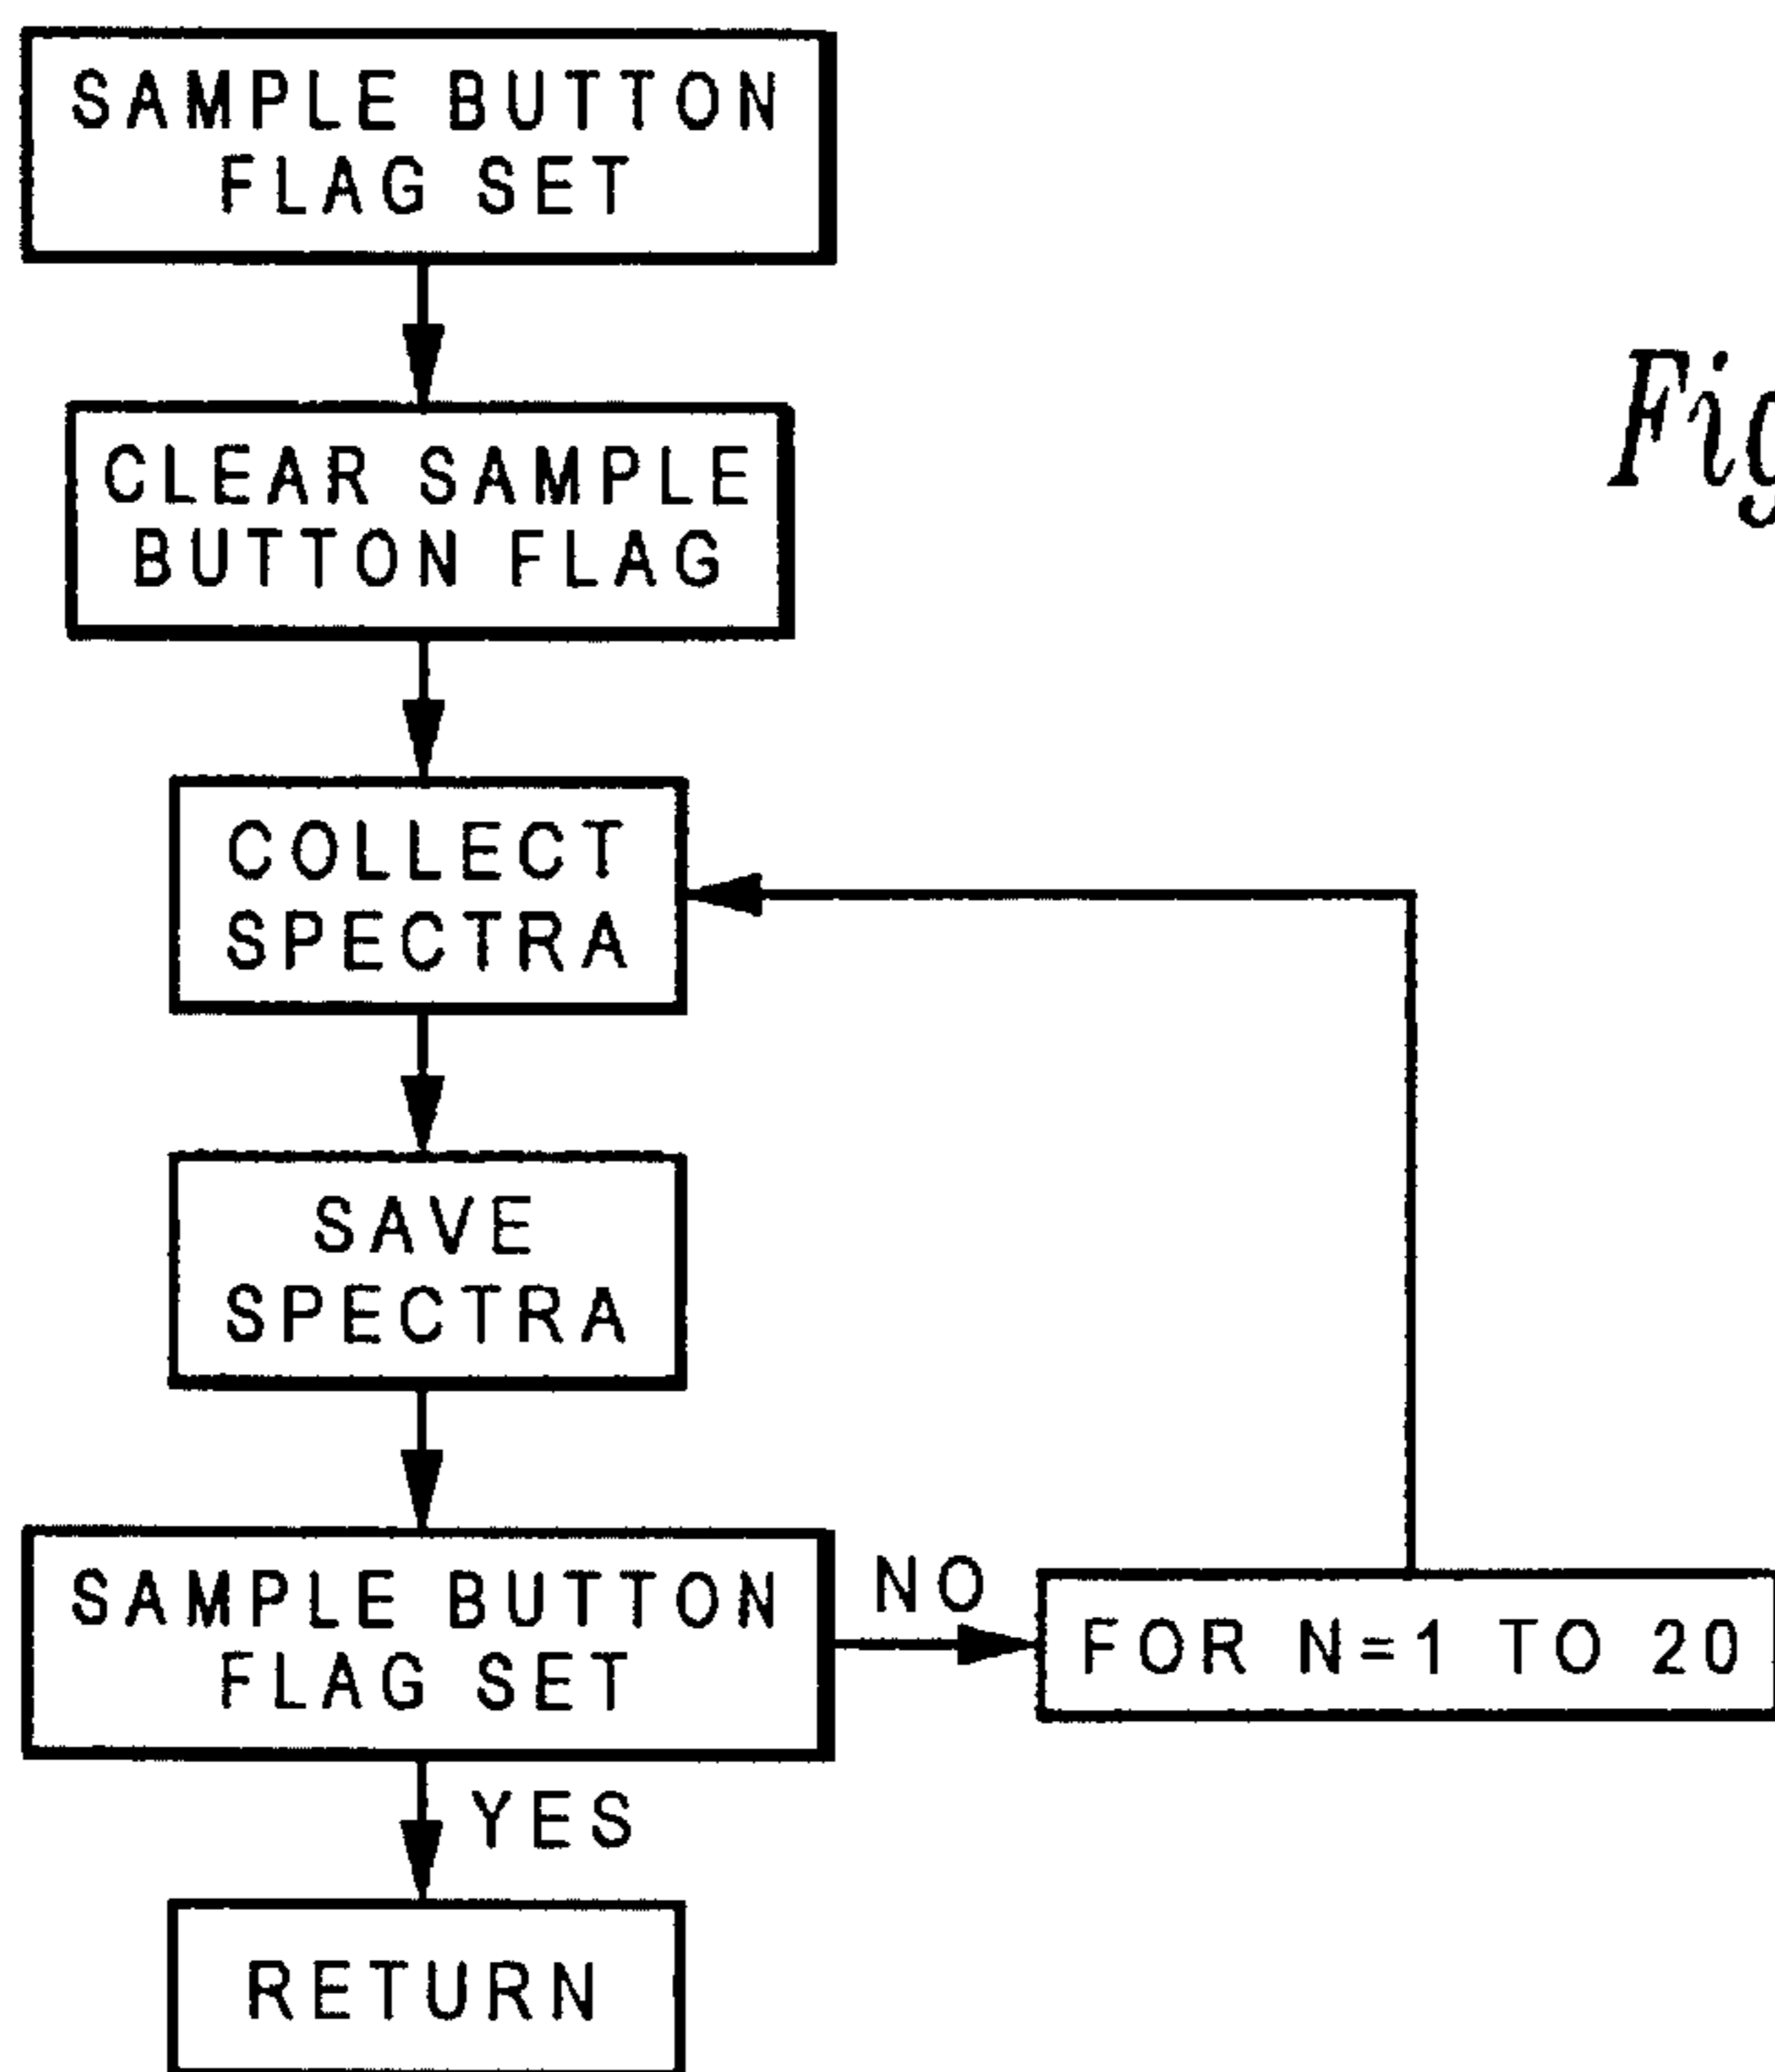 SAMPLE BUTTON
FLAG SET
Fig
CLEAR SAMPLE
BUTTON FLAG
COLLECT
SPECTRA
SAVE
SPECTRA
SAMPLE BUTTON
FLAG SET
NO
FOR N=1 TO 20
YES
RETURN